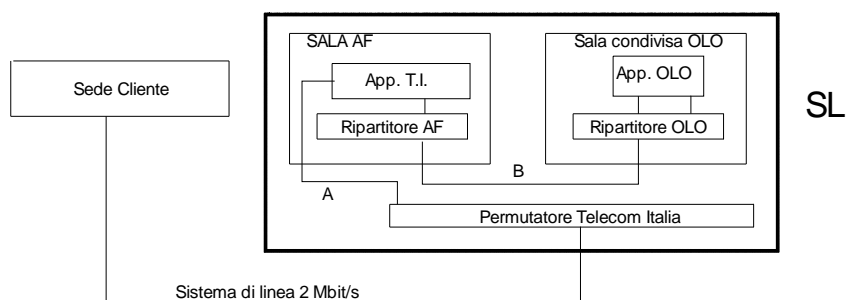 SALA AF
Sala condivisa OLO
Sede Cliente
App. T.I.
App. OLO
SL
Ripartitore AF
Ripartitore OLO
B
A
Permutatore Telecom Italia
Sistema di linea 2 Mbit/s